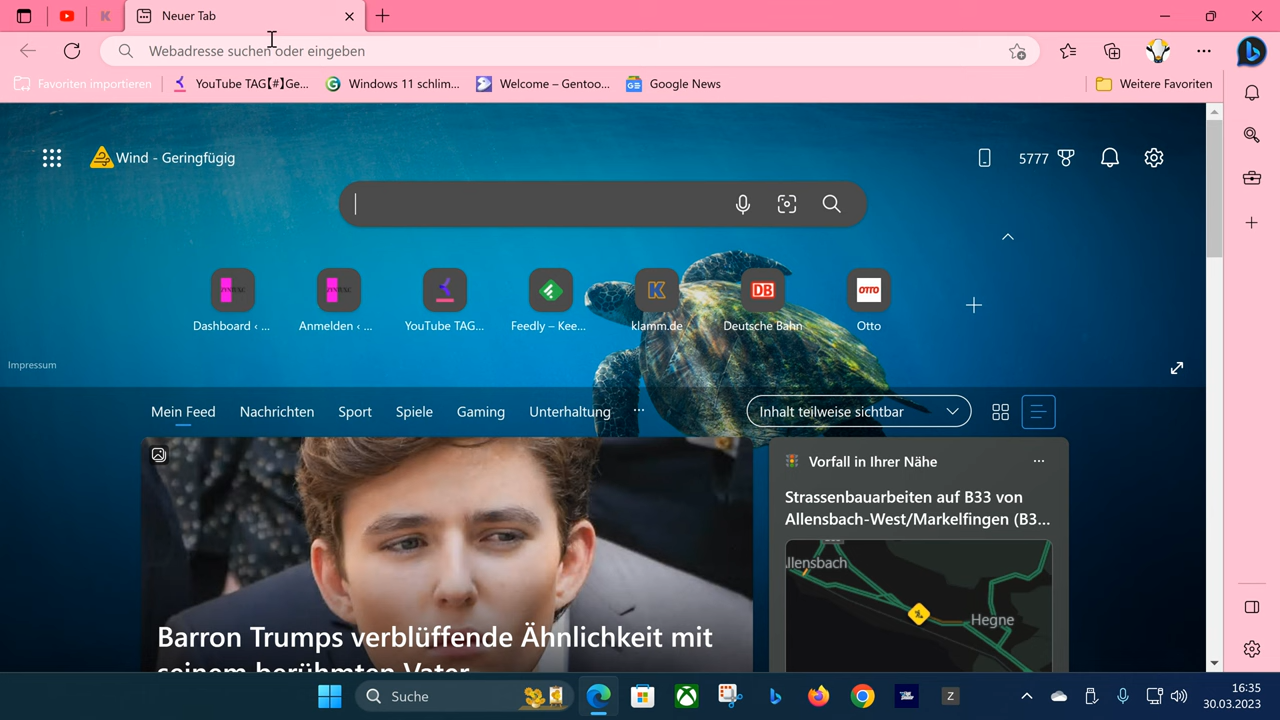 Neuer Tab
Webadresse suchen oder eingeben
Favoriten importieren
YouTube TAG【#】Ge...
Windows 11 schlim...
Welcome – Gentoo...
Google News
Weitere Favoriten
Wind - Geringfügig
5777
Dashboard ‹ ...
Anmelden ‹ ...
YouTube TAG...
Feedly – Kee...
klamm.de
DB
Deutsche Bahn
OTTO
Otto
Impressum
Mein Feed
Nachrichten
Sport
Spiele
Gaming
Unterhaltung
Inhalt teilweise sichtbar
Barron Trumps verblüffende Ähnlichkeit mit
seinem berühmten Vater
Vorfall in Ihrer Nähe
Strassenbauarbeiten auf B33 von
Allensbach-West/Markelfingen (B3...
Hegne
Suche
16:35
30.03.2023